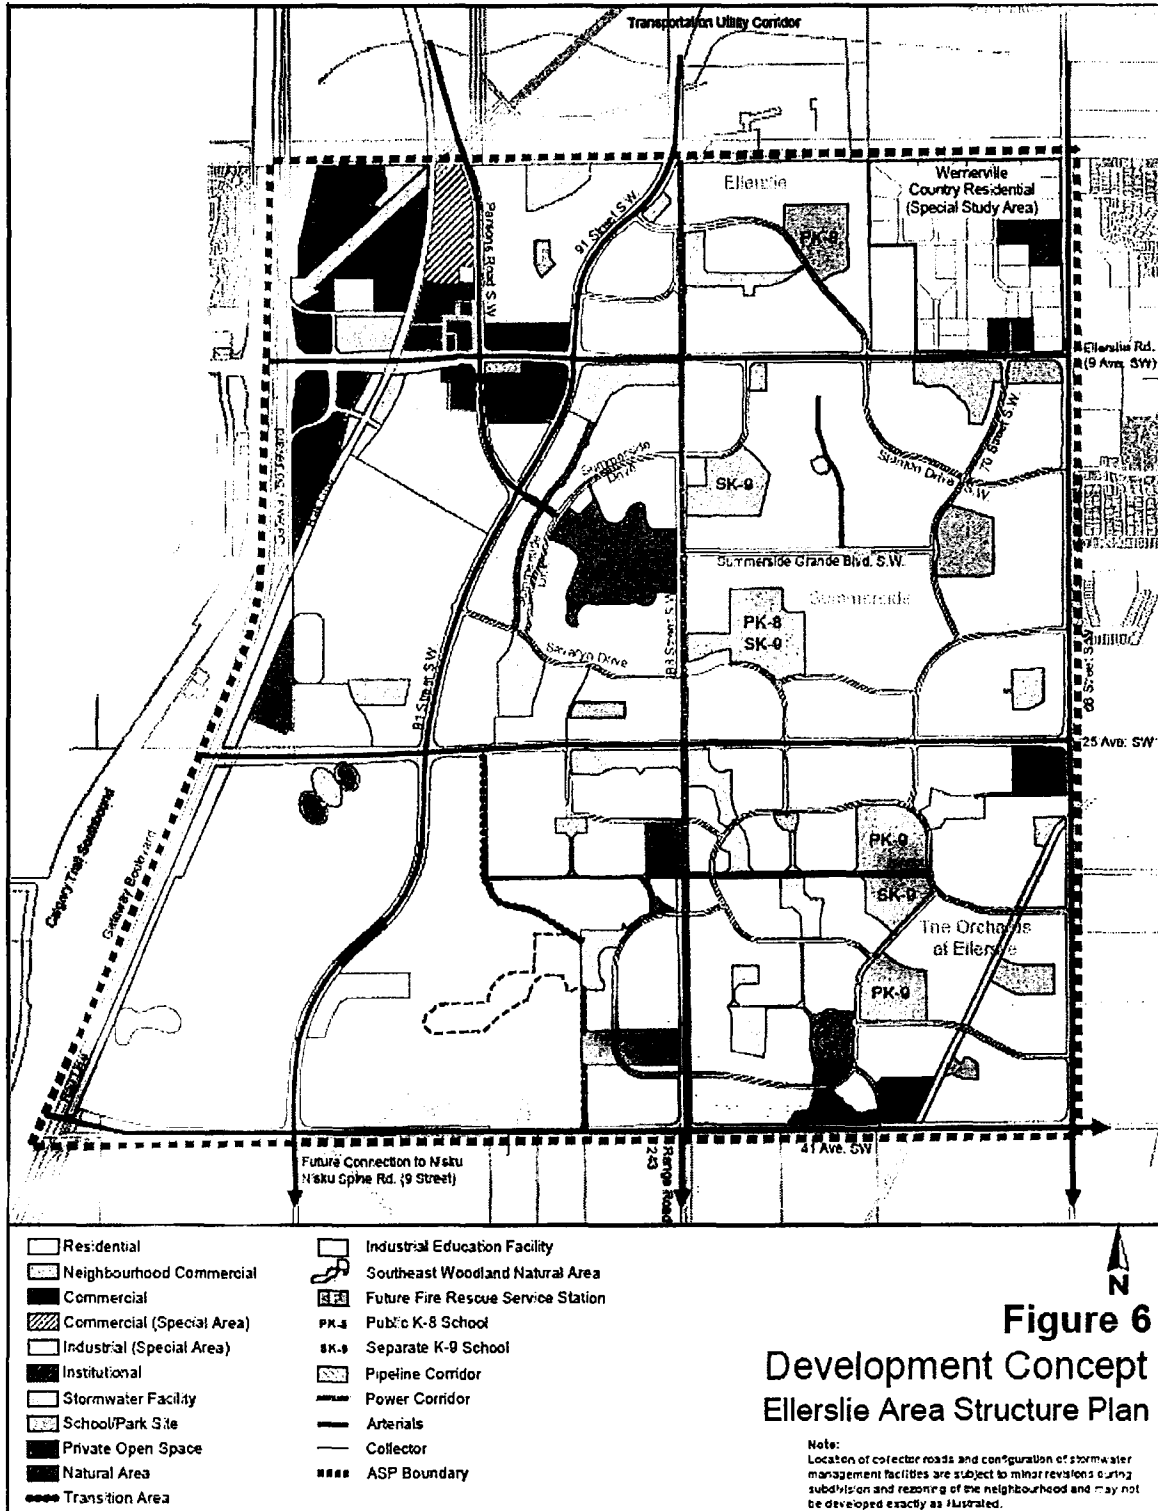 Transportation Utility Corridor
Ellerslie
Wernerville
Country Residential
(Special Study Area)
91 Street S.W.
Parsons Road S.W
Ellerslie Rd.
(9 Ave. SW)
Summerside
Drive
SK-9
70 Street S.W.
Summerside Grande Blvd. S.W.
Summerside
PK-8
SK-9
Savaryn Drive
91 Street S.W
66 Street SW
25 Ave. SW
Calgary Trail Southbound
Gateway Boulevard
PK-9
SK-9
The Orchards
at Ellerslie
PK-9
41 Ave. SW
Future Connection to Nisku
Nisku Spine Rd. (9 Street)
Range Road
243
Residential
Neighbourhood Commercial
Commercial
Commercial (Special Area)
Industrial (Special Area)
Institutional
Stormwater Facility
School/Park Site
Private Open Space
Natural Area
Transition Area
Industrial Education Facility
Southeast Woodland Natural Area
Future Fire Rescue Service Station
PK-8 Public K-8 School
SK-9 Separate K-9 School
Pipeline Corridor
Power Corridor
Arterials
Collector
ASP Boundary
N
Figure 6
Development Concept
Ellerslie Area Structure Plan
Note:
Location of collector roads and configuration of stormwater
management facilities are subject to minor revisions during
subdivision and rezoning of the neighbourhood and may not
be developed exactly as illustrated.